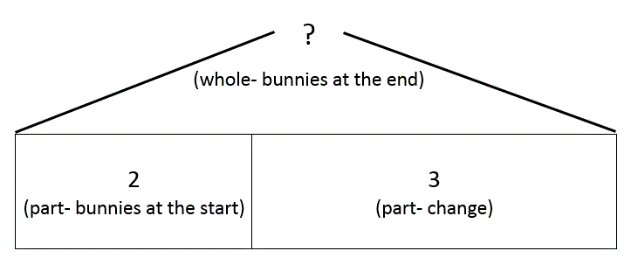 ?
(whole- bunnies at the end)
2
(part- bunnies at the start)
3
(part- change)